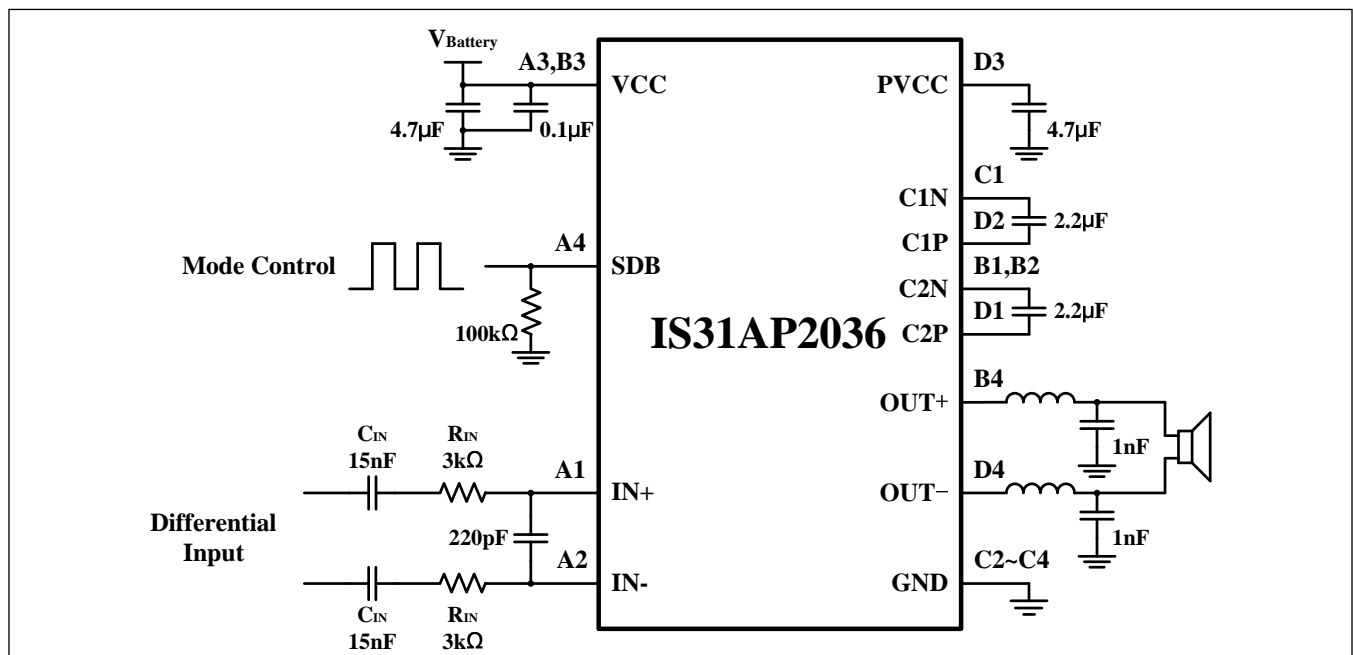 VBattery
A3,B3
VCC
4.7µF
0.1µF
Mode Control
A4
SDB
100kΩ
CIN
15nF
RIN
3kΩ
A1
IN+
Differential
Input
220pF
A2
IN-
CIN
15nF
RIN
3kΩ
IS31AP2036
D3
PVCC
4.7µF
C1
C1N
D2
2.2µF
C1P
B1,B2
C2N
D1
2.2µF
C2P
B4
OUT+
1nF
D4
OUT−
1nF
C2~C4
GND